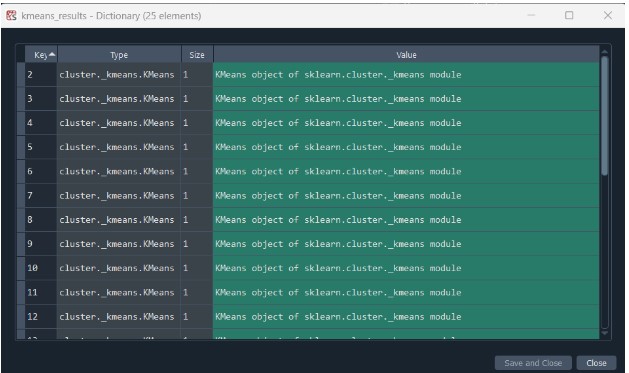 kmeans_results - Dictionary (25 elements)
Key Type Size Value
2 cluster._kmeans.KMeans 1 KMeans object of sklearn.cluster._kmeans module
3 cluster._kmeans.KMeans 1 KMeans object of sklearn.cluster._kmeans module
4 cluster._kmeans.KMeans 1 KMeans object of sklearn.cluster._kmeans module
5 cluster._kmeans.KMeans 1 KMeans object of sklearn.cluster._kmeans module
6 cluster._kmeans.KMeans 1 KMeans object of sklearn.cluster._kmeans module
7 cluster._kmeans.KMeans 1 KMeans object of sklearn.cluster._kmeans module
8 cluster._kmeans.KMeans 1 KMeans object of sklearn.cluster._kmeans module
9 cluster._kmeans.KMeans 1 KMeans object of sklearn.cluster._kmeans module
10 cluster._kmeans.KMeans 1 KMeans object of sklearn.cluster._kmeans module
11 cluster._kmeans.KMeans 1 KMeans object of sklearn.cluster._kmeans module
12 cluster._kmeans.KMeans 1 KMeans object of sklearn.cluster._kmeans module
Save and Close Close